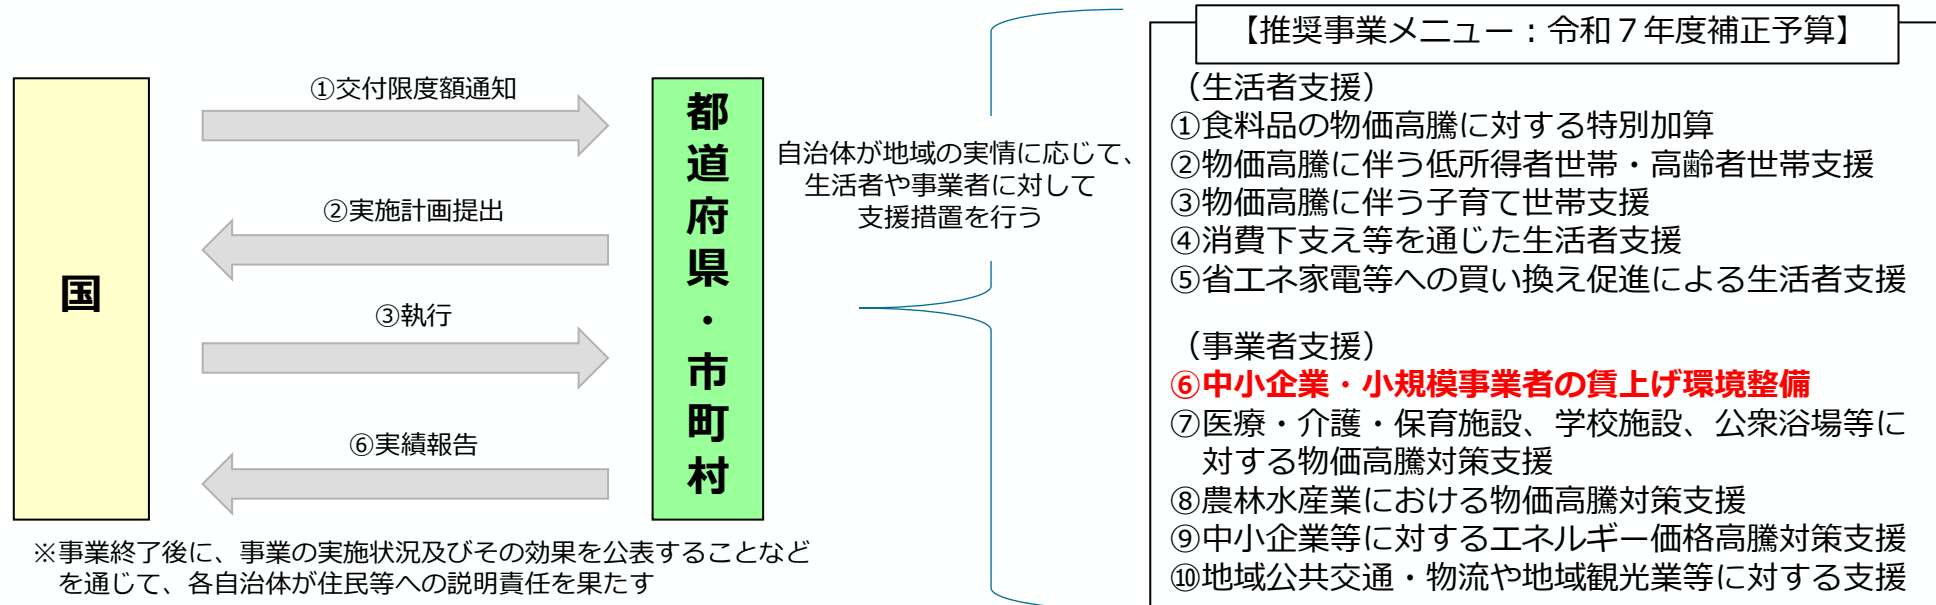 国
①交付限度額通知
②実施計画提出
③執行
⑥実績報告
都道府県・市町村
※事業終了後に、事業の実施状況及びその効果を公表することなど
を通じて、各自治体が住民等への説明責任を果たす
自治体が地域の実情に応じて、
生活者や事業者に対して
支援措置を行う
【推奨事業メニュー：令和７年度補正予算】
（生活者支援）
①食料品の物価高騰に対する特別加算
②物価高騰に伴う低所得者世帯・高齢者世帯支援
③物価高騰に伴う子育て世帯支援
④消費下支え等を通じた生活者支援
⑤省エネ家電等への買い換え促進による生活者支援
（事業者支援）
⑥中小企業・小規模事業者の賃上げ環境整備
⑦医療・介護・保育施設、学校施設、公衆浴場等に
対する物価高騰対策支援
⑧農林水産業における物価高騰対策支援
⑨中小企業等に対するエネルギー価格高騰対策支援
⑩地域公共交通・物流や地域観光業等に対する支援